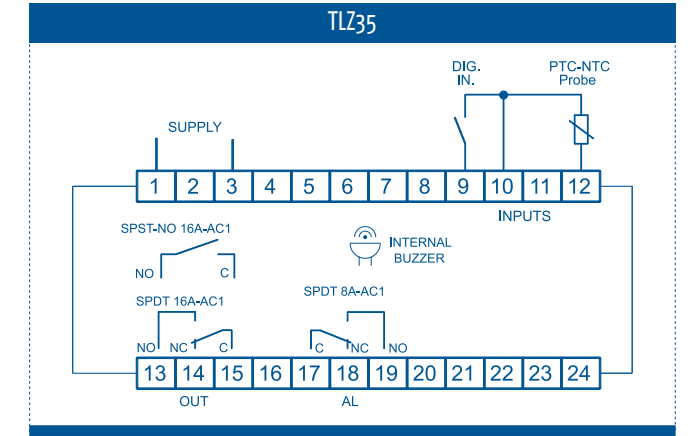 TLZ35
DIG.
IN.
PTC-NTC
Probe
SUPPLY
1 2 3 4 5 6 7 8 9 10 11 12
INPUTS
SPST-NO 16A-AC1
NO C
INTERNAL
BUZZER
SPDT 16A-AC1
SPDT 8A-AC1
NO NC C C NC NO
13 14 15 16 17 18 19 20 21 22 23 24
OUT AL